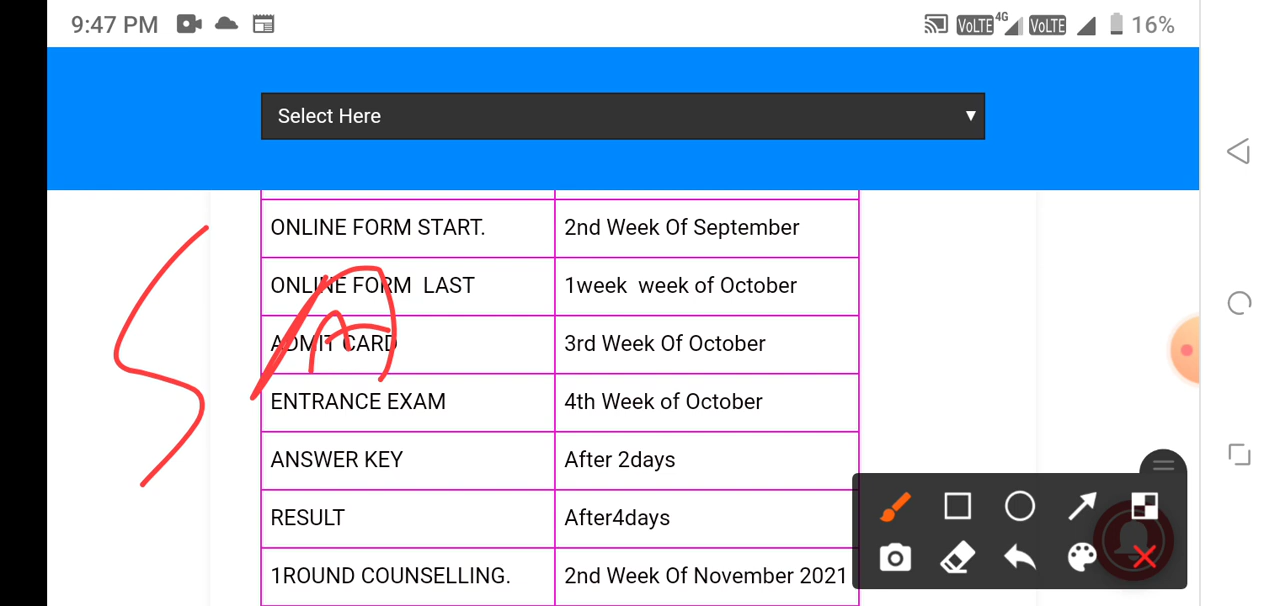 9:47 PM VoLTE 4G VoLTE 16%
Select Here
ONLINE FORM START. 2nd Week Of September
ONLINE FORM LAST 1week week of October
ADMIT CARD 3rd Week Of October
ENTRANCE EXAM 4th Week of October
ANSWER KEY After 2days
RESULT After4days
1ROUND COUNSELLING. 2nd Week Of November 2021